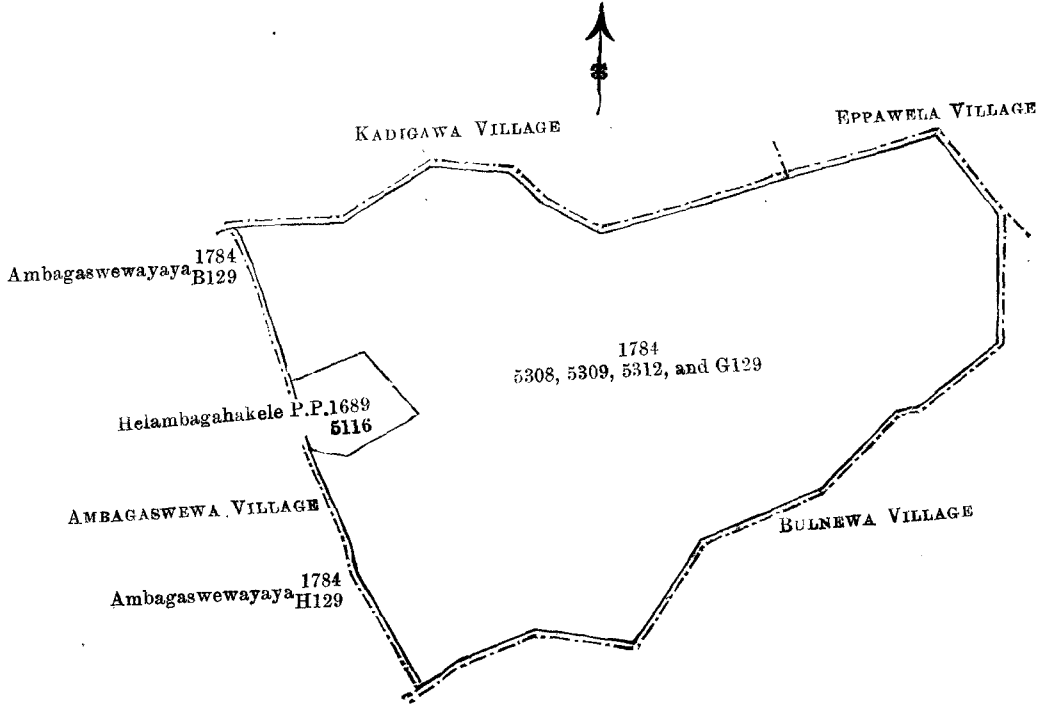 KADIGAWA VILLAGE
EPPAWELA VILLAGE
Ambagaswewayaya 1784
B129
1784
5308, 5309, 5312, and G129
Helambagahakele P.P.1689
5116
AMBAGASWEWA VILLAGE
BULNEWA VILLAGE
Ambagaswewayaya 1784
H129